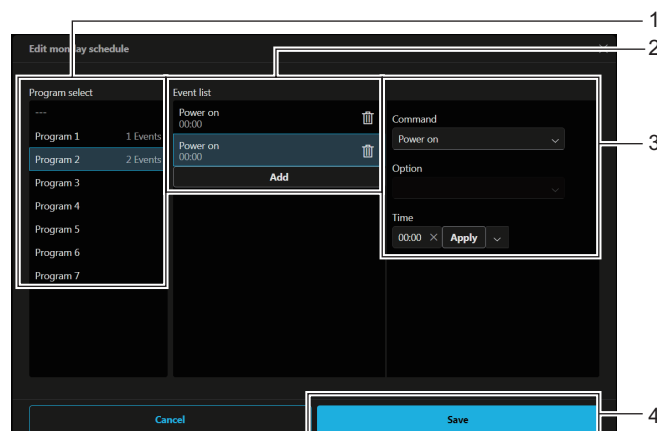 1
Edit monday schedule
2
Program select
---
Program 1 1 Events
Program 2 2 Events
Program 3
Program 4
Program 5
Program 6
Program 7
Event list
Power on
00:00
Power on
00:00
Add
Command
Power on
Option
Time
00:00 × Apply
3
Cancel
Save
4